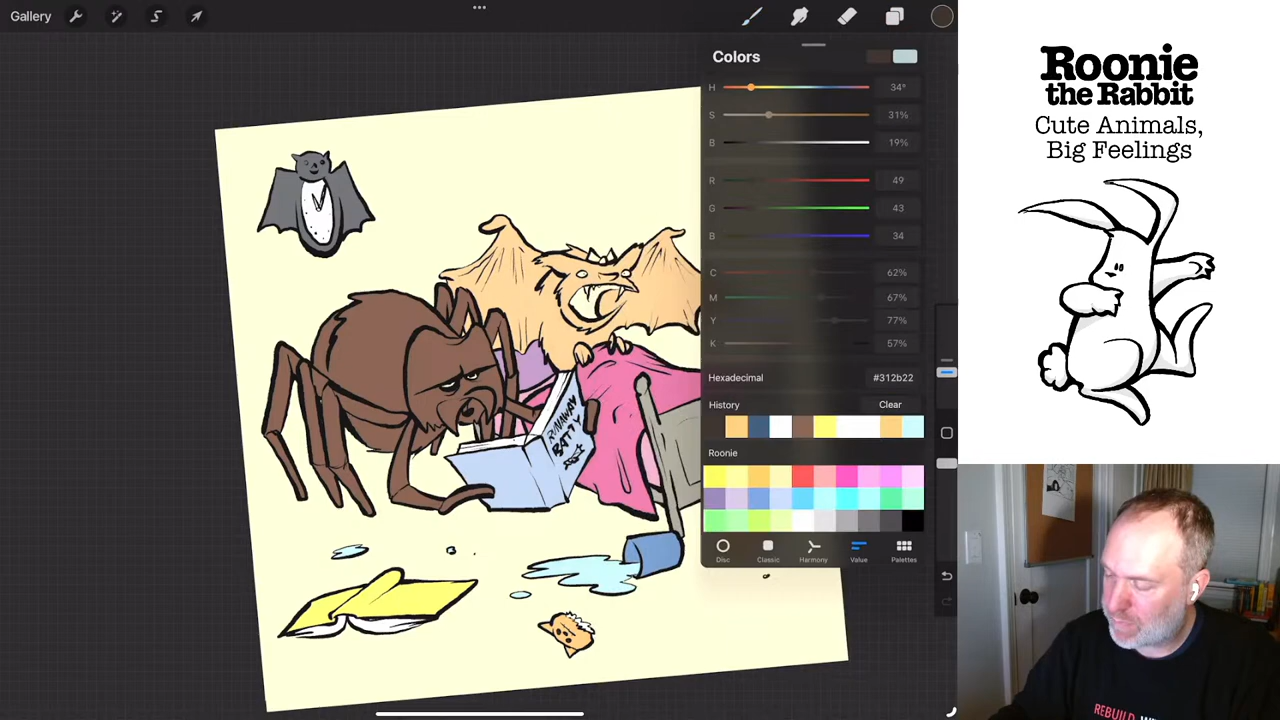 Gallery
Colors
H 34°
S 31%
B 19%
R 49
G 43
B 34
C 62%
M 67%
Y 77%
K 57%
Hexadecimal #312b22
History Clear
Roonie
Disc Classic Harmony Value Palettes
RUNAWAY
BATTY
Roonie
the Rabbit
Cute Animals,
Big Feelings
REBUILD